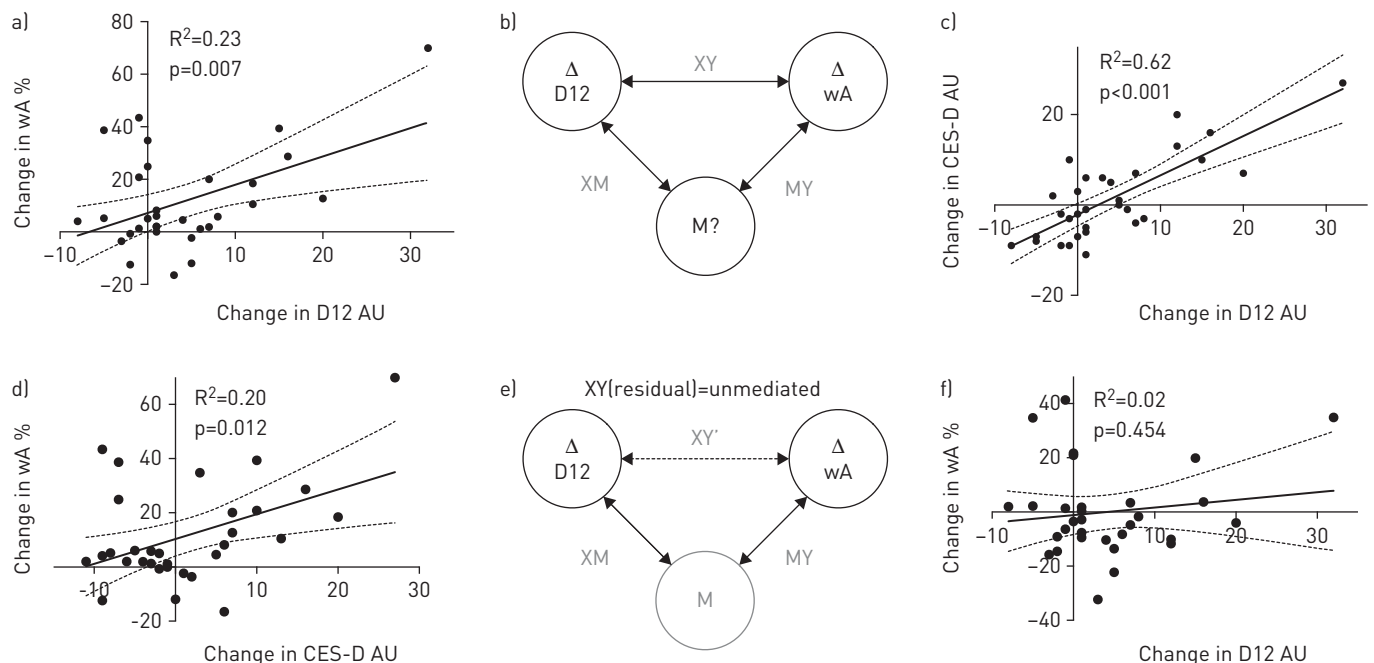 a)
80
R²=0.23
p=0.007
60
40
20
–10
10
20
30
–20
Change in wA %
Change in D12 AU
b)
Δ
D12
XY
Δ
wA
XM
MY
M?
c)
R²=0.62
p<0.001
20
–10
10
20
30
–20
Change in CES-D AU
Change in D12 AU
d)
R²=0.20
p=0.012
60
40
20
-10
10
20
30
-20
Change in wA %
Change in CES-D AU
e)
XY(residual)=unmediated
Δ
D12
XY'
Δ
wA
XM
MY
M
f)
R²=0.02
p=0.454
40
20
–10
10
20
30
–20
–40
Change in wA %
Change in D12 AU